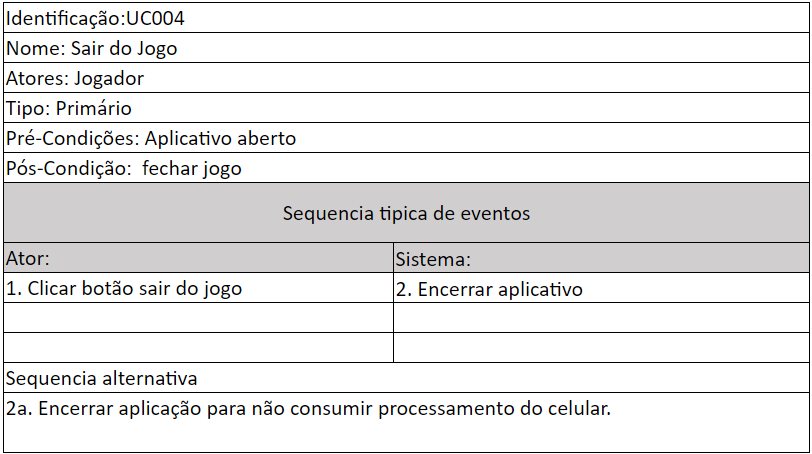 Identificação:UC004
Nome: Sair do Jogo
Atores: Jogador
Tipo: Primário
Pré-Condições: Aplicativo aberto
Pós-Condição:  fechar jogo
Sequencia tipica de eventos
Ator:
Sistema:
1. Clicar botão sair do jogo
2. Encerrar aplicativo
Sequencia alternativa
2a. Encerrar aplicação para não consumir processamento do celular.